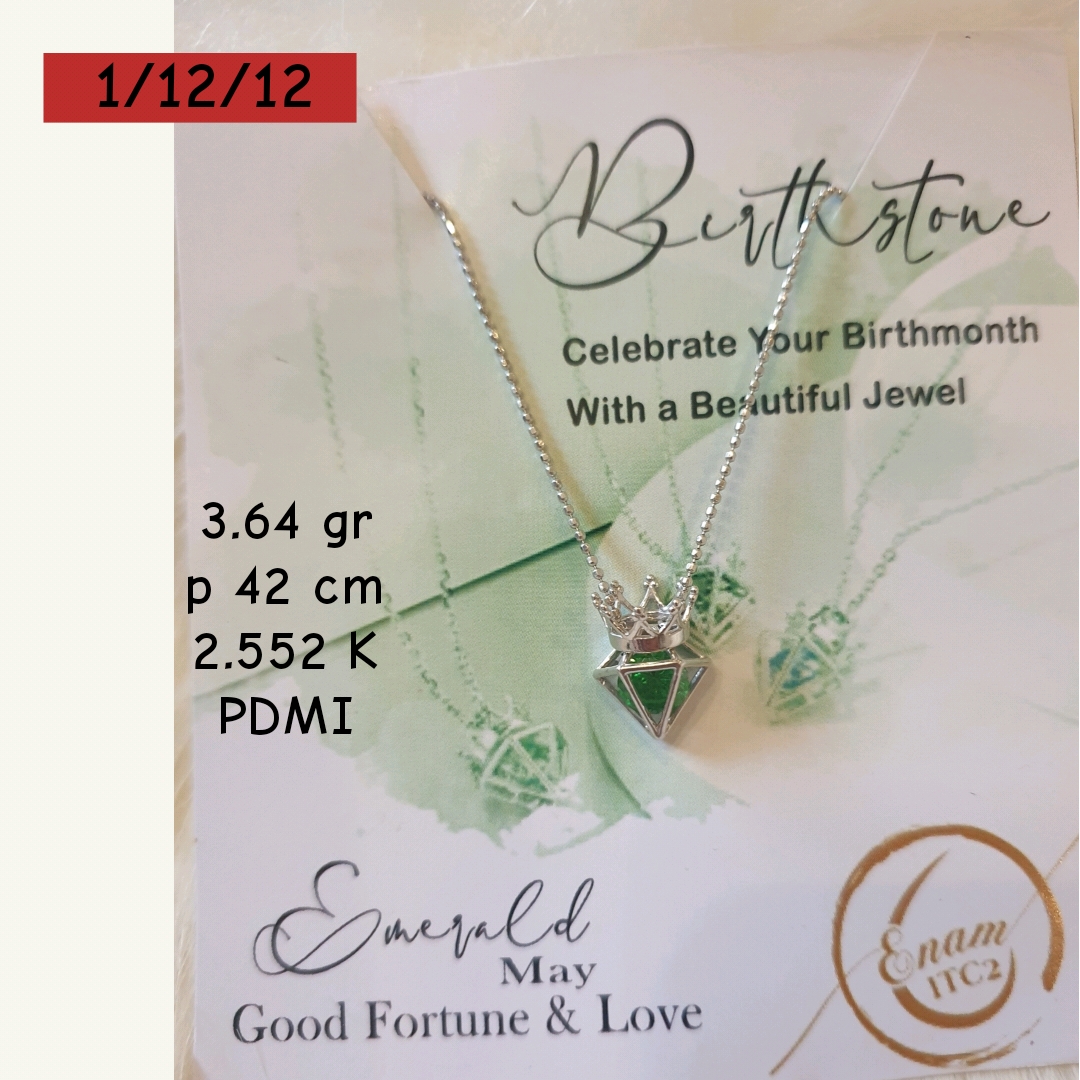 1/12/12
Birthstone
Celebrate Your Birthmonth
With a Beautiful Jewel
3.64 gr
p 42 cm
2.552 K
PDMI
Emerald
May
Good Fortune & Love
Enam
ITC2